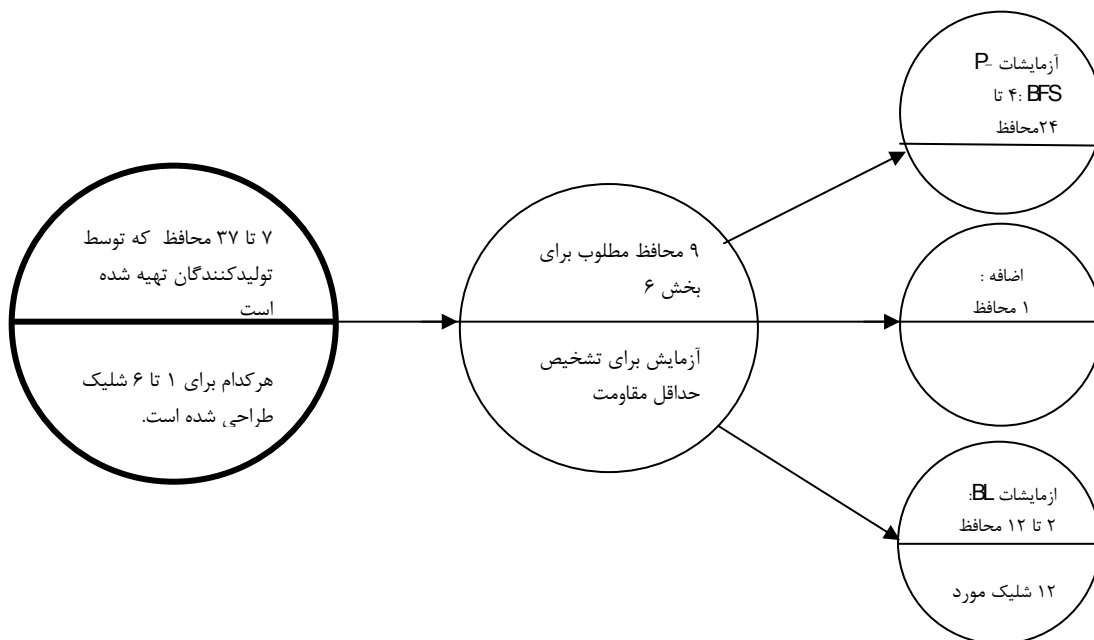 ۷ تا ۳۷ محافظ که توسط
تولیدکنندگان تهیه شده
است
هرکدام برای ۱ تا ۶ شلیک
طراحی شده است.
۹ محافظ مطلوب برای
بخش ۶
آزمایش برای تشخیص
حداقل مقاومت
آزمایشات P-
BFS: ۴ تا
۲۴محافظ
اضافه :
۱ محافظ
ازمایشات BL:
۲ تا ۱۲ محافظ
۱۲ شلیک مورد